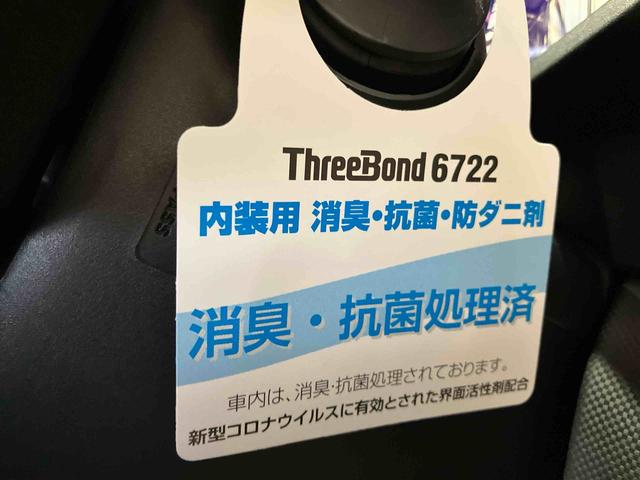 ThreeBond 6722
内装用 消臭・抗菌・防ダニ剤
消臭・抗菌処理済
車内は、消臭・抗菌処理されております。
新型コロナウイルスに有効とされた界面活性剤配合